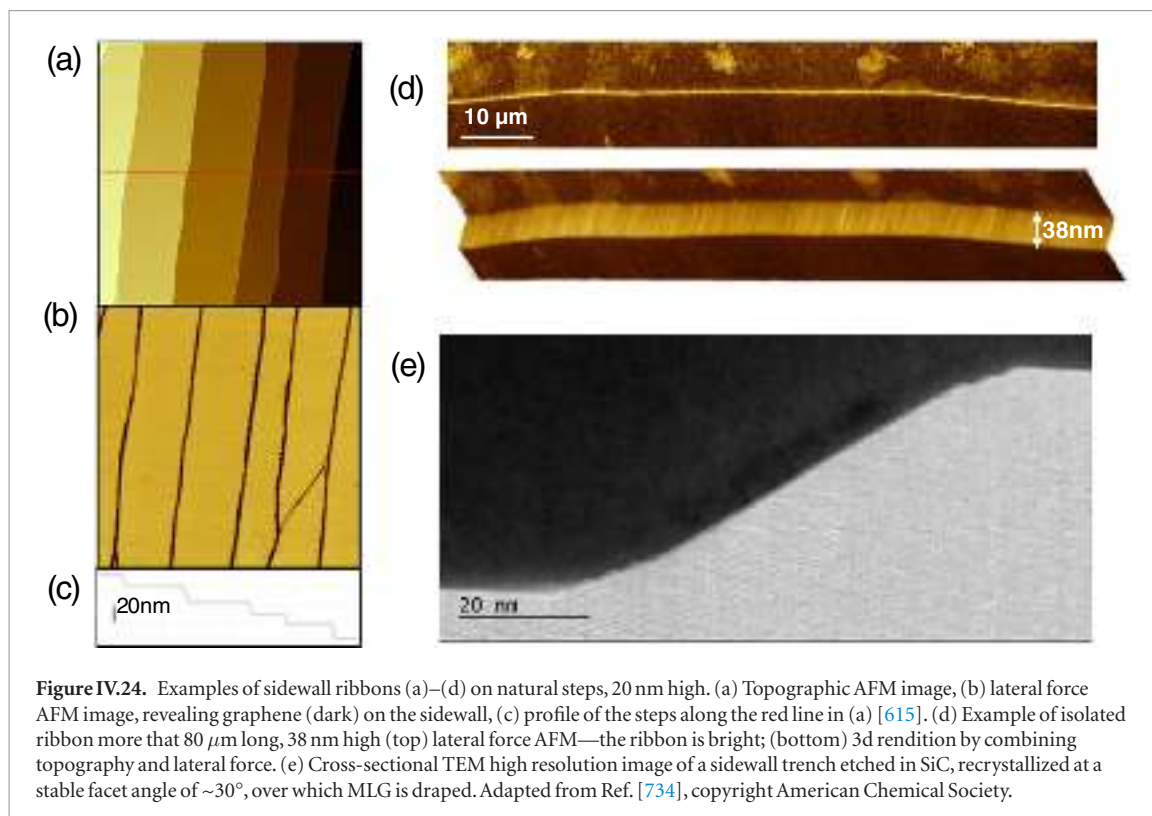 (a)
(d)
10 µm
38nm
(b)
(e)
(c)
20nm
20 nm
Figure IV.24. Examples of sidewall ribbons (a)–(d) on natural steps, 20 nm high. (a) Topographic AFM image, (b) lateral force
AFM image, revealing graphene (dark) on the sidewall, (c) profile of the steps along the red line in (a) [615]. (d) Example of isolated
ribbon more that 80 µm long, 38 nm high (top) lateral force AFM—the ribbon is bright; (bottom) 3d rendition by combining
topography and lateral force. (e) Cross-sectional TEM high resolution image of a sidewall trench etched in SiC, recrystallized at a
stable facet angle of ~30°, over which MLG is draped. Adapted from Ref. [734], copyright American Chemical Society.